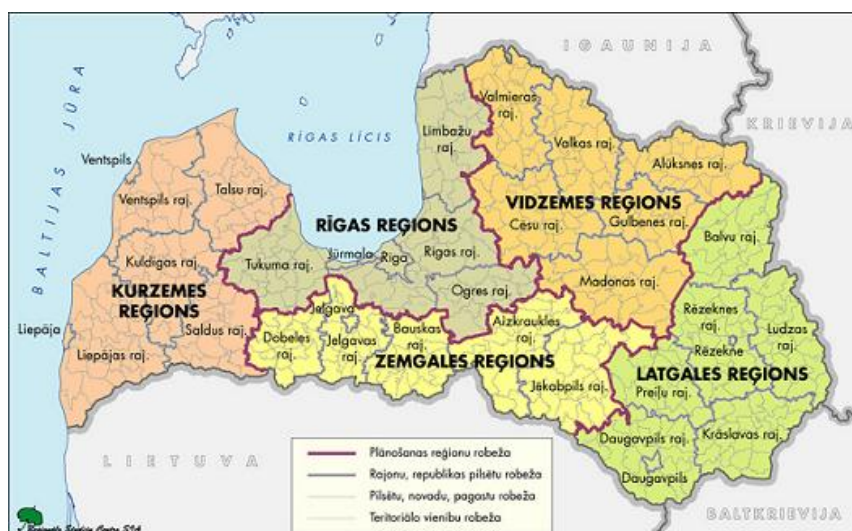 IGAUNIJA
KRIEVIJA
BALTIJAS JŪRA
RĪGAS LĪCIS
Limbažu
raj.
Valmieras
raj.
Valkas raj.
Alūksnes raj.
Ventspils
Ventspils raj.
Talsu raj.
VIDZEMES REĢIONS
Cēsu raj.
Gulbenes raj.
RĪGAS REĢIONS
Balvu raj.
Kuldīgas raj.
Tukuma raj.
Jūrmala
Rīga
Rīgas raj.
Madonas raj.
KURZEMES
REĢIONS
Ogres raj.
Rēzeknes
raj.
Ludzas
raj.
Liepāja
Liepājas raj.
Saldus raj.
Dobeles
raj.
Jelgava
Jelgavas
raj.
Bauskas
raj.
Aizkraukles
raj.
Rēzekne
ZEMGALES REĢIONS
LATGALES REĢIONS
Jēkabpils raj.
Preiļu raj.
Daugavpils raj.
Krāslavas raj.
Daugavpils
LIETUVA
BALTKRIEVIJA
Plānošanas reģionu robeža
Rajonu, republikas pilsētu robeža
Pilsētu, novadu, pagastu robeža
Teritoriālo vienību robeža
Reģionālo Studiju Centrs SIA